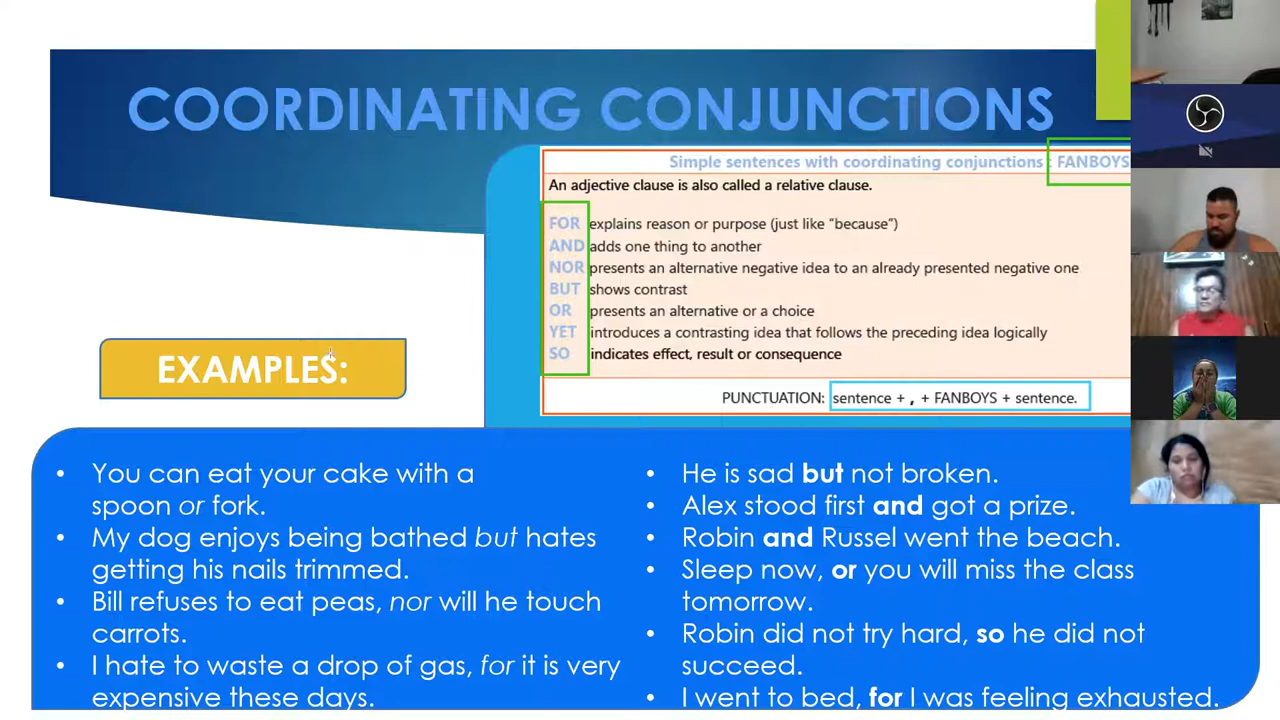 COORDINATING CONJUNCTIONS
Simple sentences with coordinating conjunctions : FANBOYS
An adjective clause is also called a relative clause.
FOR explains reason or purpose (just like “because”)
AND adds one thing to another
NOR presents an alternative negative idea to an already presented negative one
BUT shows contrast
OR presents an alternative or a choice
YET introduces a contrasting idea that follows the preceding idea logically
SO indicates effect, result or consequence
PUNCTUATION: sentence + , + FANBOYS + sentence.
EXAMPLES:
• You can eat your cake with a
spoon or fork.
• My dog enjoys being bathed but hates
getting his nails trimmed.
• Bill refuses to eat peas, nor will he touch
carrots.
• I hate to waste a drop of gas, for it is very
expensive these days.
• He is sad but not broken.
• Alex stood first and got a prize.
• Robin and Russel went the beach.
• Sleep now, or you will miss the class
tomorrow.
• Robin did not try hard, so he did not
succeed.
• I went to bed, for I was feeling exhausted.